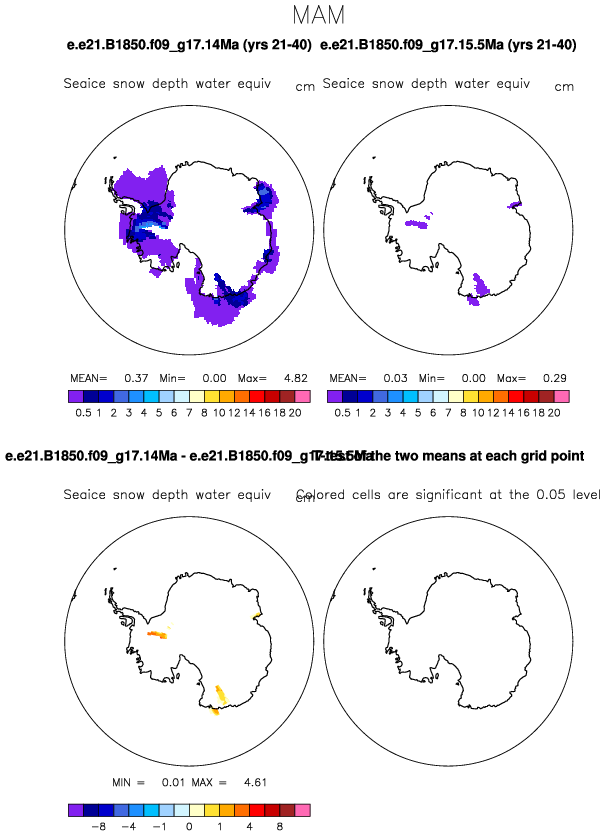 MAM
e.e21.B1850.f09_g17.14Ma (yrs 21-40) e.e21.B1850.f09_g17.15.5Ma (yrs 21-40)
Seaice snow depth water equiv cm Seaice snow depth water equiv cm
MEAN= 0.37 Min= 0.00 Max= 4.82 MEAN= 0.03 Min= 0.00 Max= 0.29
0.5 1 2 3 4 5 6 7 8 10 12 14 16 18 20 0.5 1 2 3 4 5 6 7 8 10 12 14 16 18 20
e.e21.B1850.f09_g17.14Ma - e.e21.B1850.f09_g17.15.5Ma T-test of the two means at each grid point
Seaice snow depth water equiv cm Colored cells are significant at the 0.05 level
MIN = 0.01 MAX = 4.61
-8 -4 -1 0 1 4 8